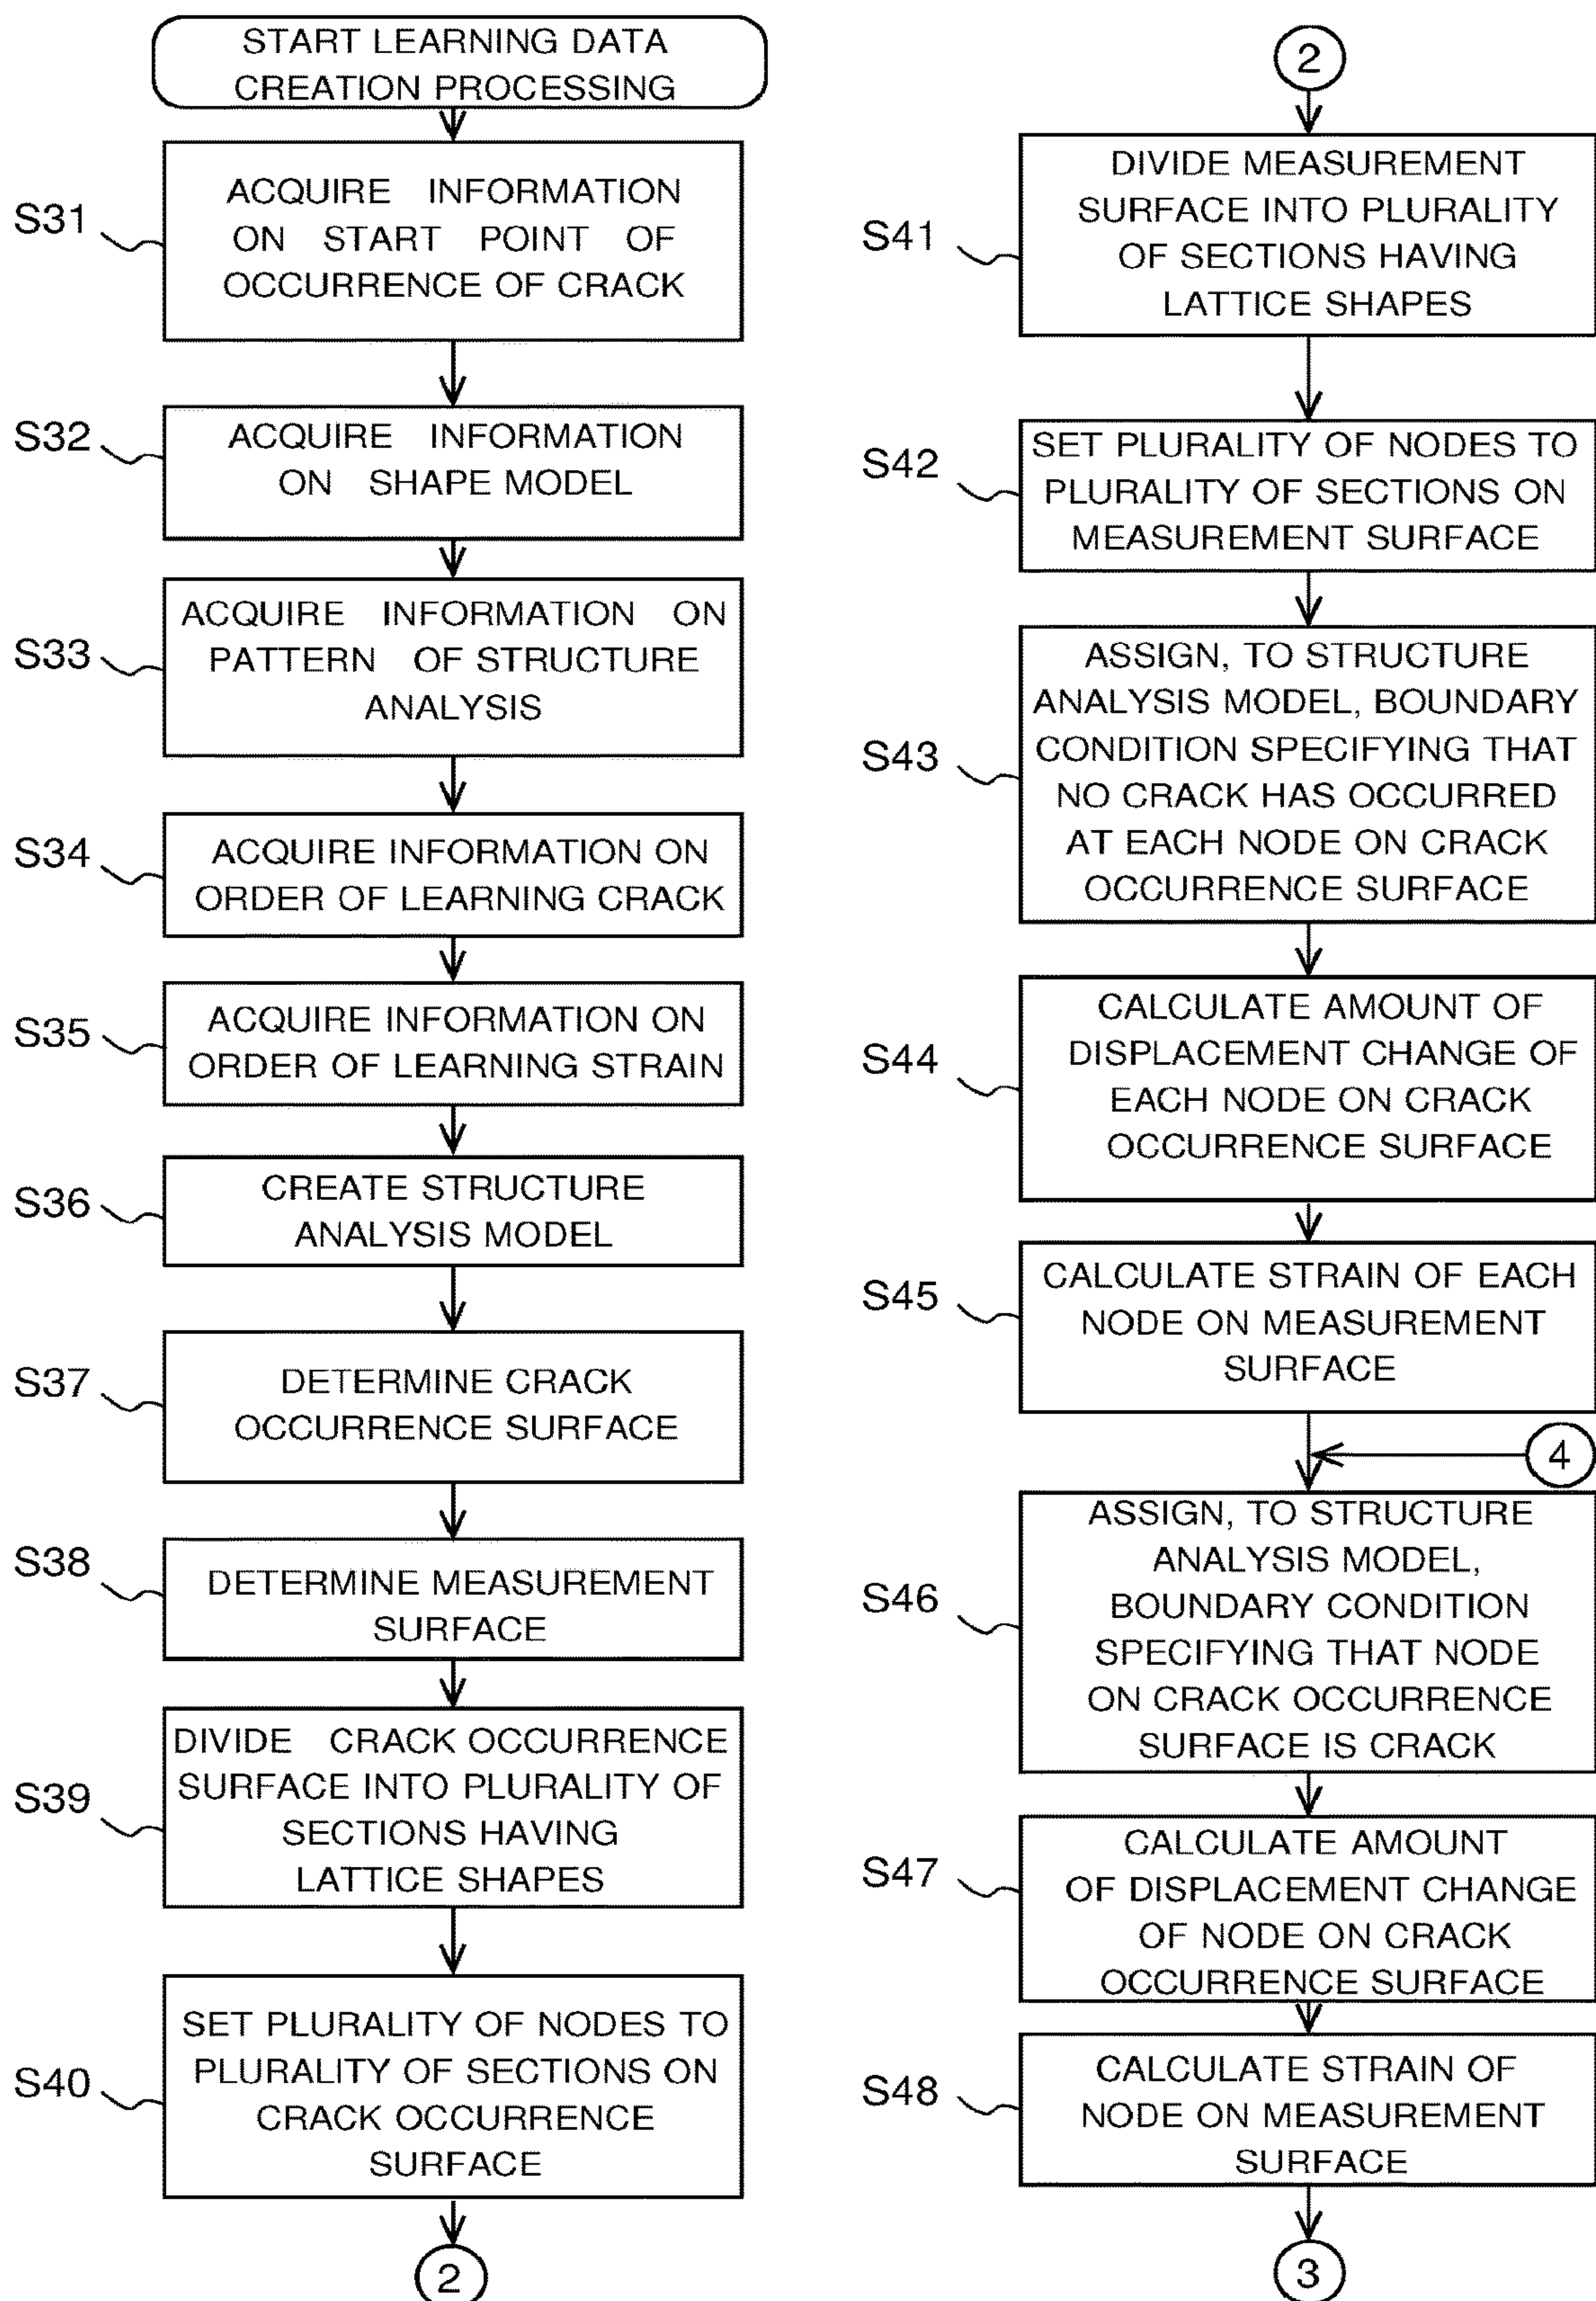 START LEARNING DATA
CREATION PROCESSING
S31
ACQUIRE INFORMATION
ON START POINT OF
OCCURRENCE OF CRACK
S32
ACQUIRE INFORMATION
ON SHAPE MODEL
S33
ACQUIRE INFORMATION ON
PATTERN OF STRUCTURE
ANALYSIS
S34
ACQUIRE INFORMATION ON
ORDER OF LEARNING CRACK
S35
ACQUIRE INFORMATION ON
ORDER OF LEARNING STRAIN
S36
CREATE STRUCTURE
ANALYSIS MODEL
S37
DETERMINE CRACK
OCCURRENCE SURFACE
S38
DETERMINE MEASUREMENT
SURFACE
S39
DIVIDE CRACK OCCURRENCE
SURFACE INTO PLURALITY OF
SECTIONS HAVING
LATTICE SHAPES
S40
SET PLURALITY OF NODES TO
PLURALITY OF SECTIONS ON
CRACK OCCURRENCE
SURFACE
2
2
S41
DIVIDE MEASUREMENT
SURFACE INTO PLURALITY
OF SECTIONS HAVING
LATTICE SHAPES
S42
SET PLURALITY OF NODES TO
PLURALITY OF SECTIONS ON
MEASUREMENT SURFACE
S43
ASSIGN, TO STRUCTURE
ANALYSIS MODEL, BOUNDARY
CONDITION SPECIFYING THAT
NO CRACK HAS OCCURRED
AT EACH NODE ON CRACK
OCCURRENCE SURFACE
S44
CALCULATE AMOUNT OF
DISPLACEMENT CHANGE OF
EACH NODE ON CRACK
OCCURRENCE SURFACE
S45
CALCULATE STRAIN OF EACH
NODE ON MEASUREMENT
SURFACE
4
S46
ASSIGN, TO STRUCTURE
ANALYSIS MODEL,
BOUNDARY CONDITION
SPECIFYING THAT NODE
ON CRACK OCCURRENCE
SURFACE IS CRACK
S47
CALCULATE AMOUNT
OF DISPLACEMENT CHANGE
OF NODE ON CRACK
OCCURRENCE SURFACE
S48
CALCULATE STRAIN OF
NODE ON MEASUREMENT
SURFACE
3